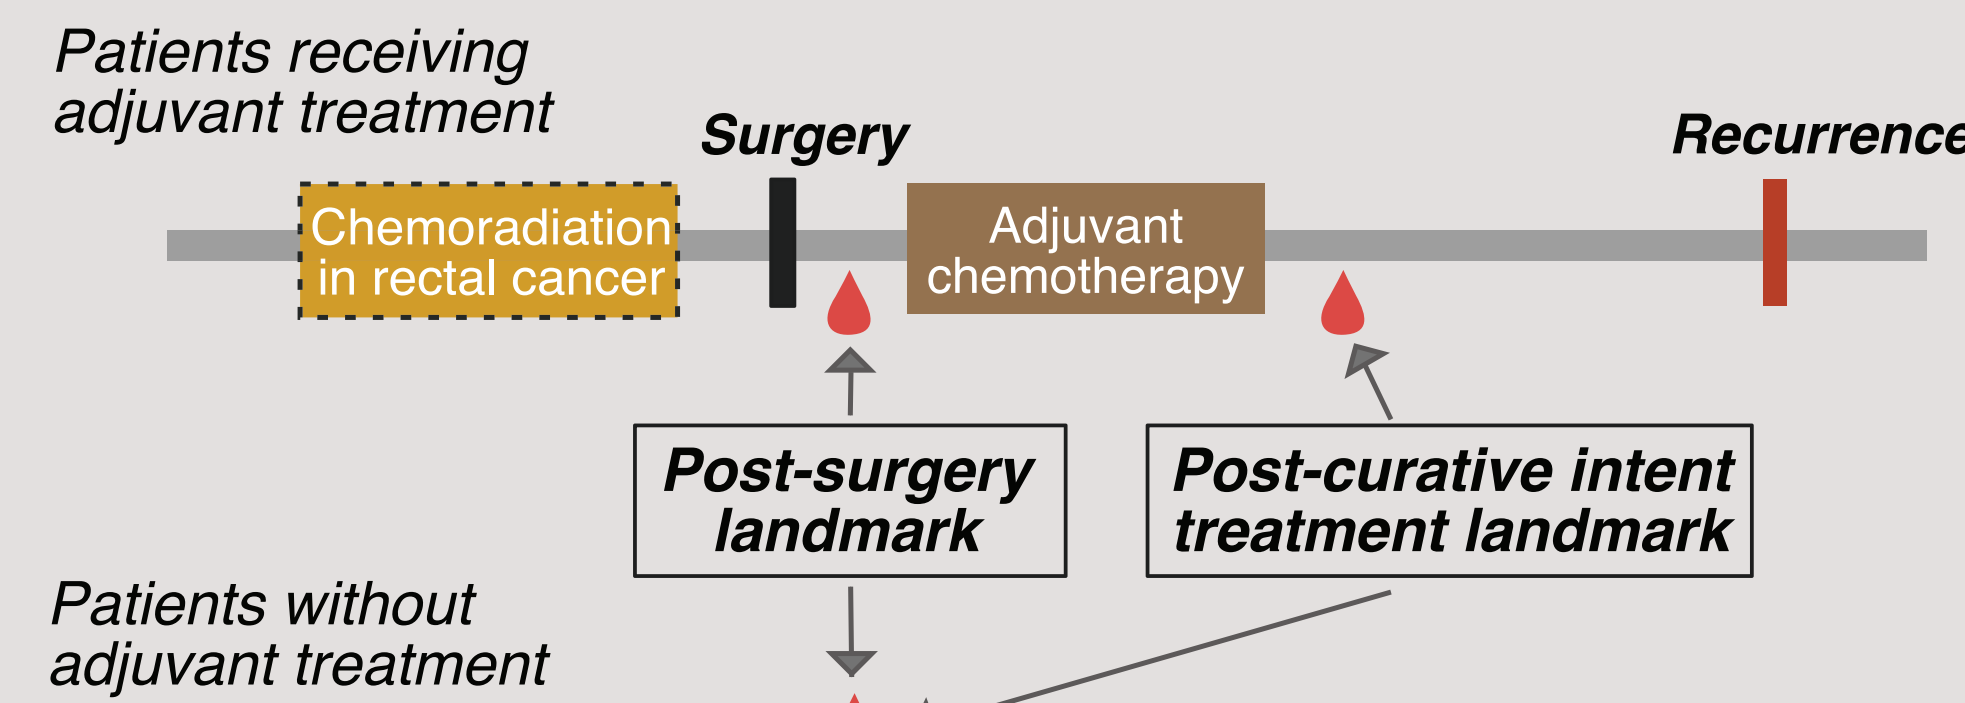 Patients receiving
adjuvant treatment
Surgery
Recurrence
Chemoradiation
in rectal cancer
Adjuvant
chemotherapy
Post-surgery
landmark
Post-curative intent
treatment landmark
Patients without
adjuvant treatment